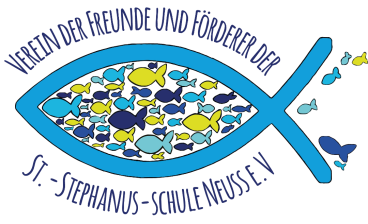 Verein der Freunde und Förderer der
St. -Stephanus-schule Neuss e.V